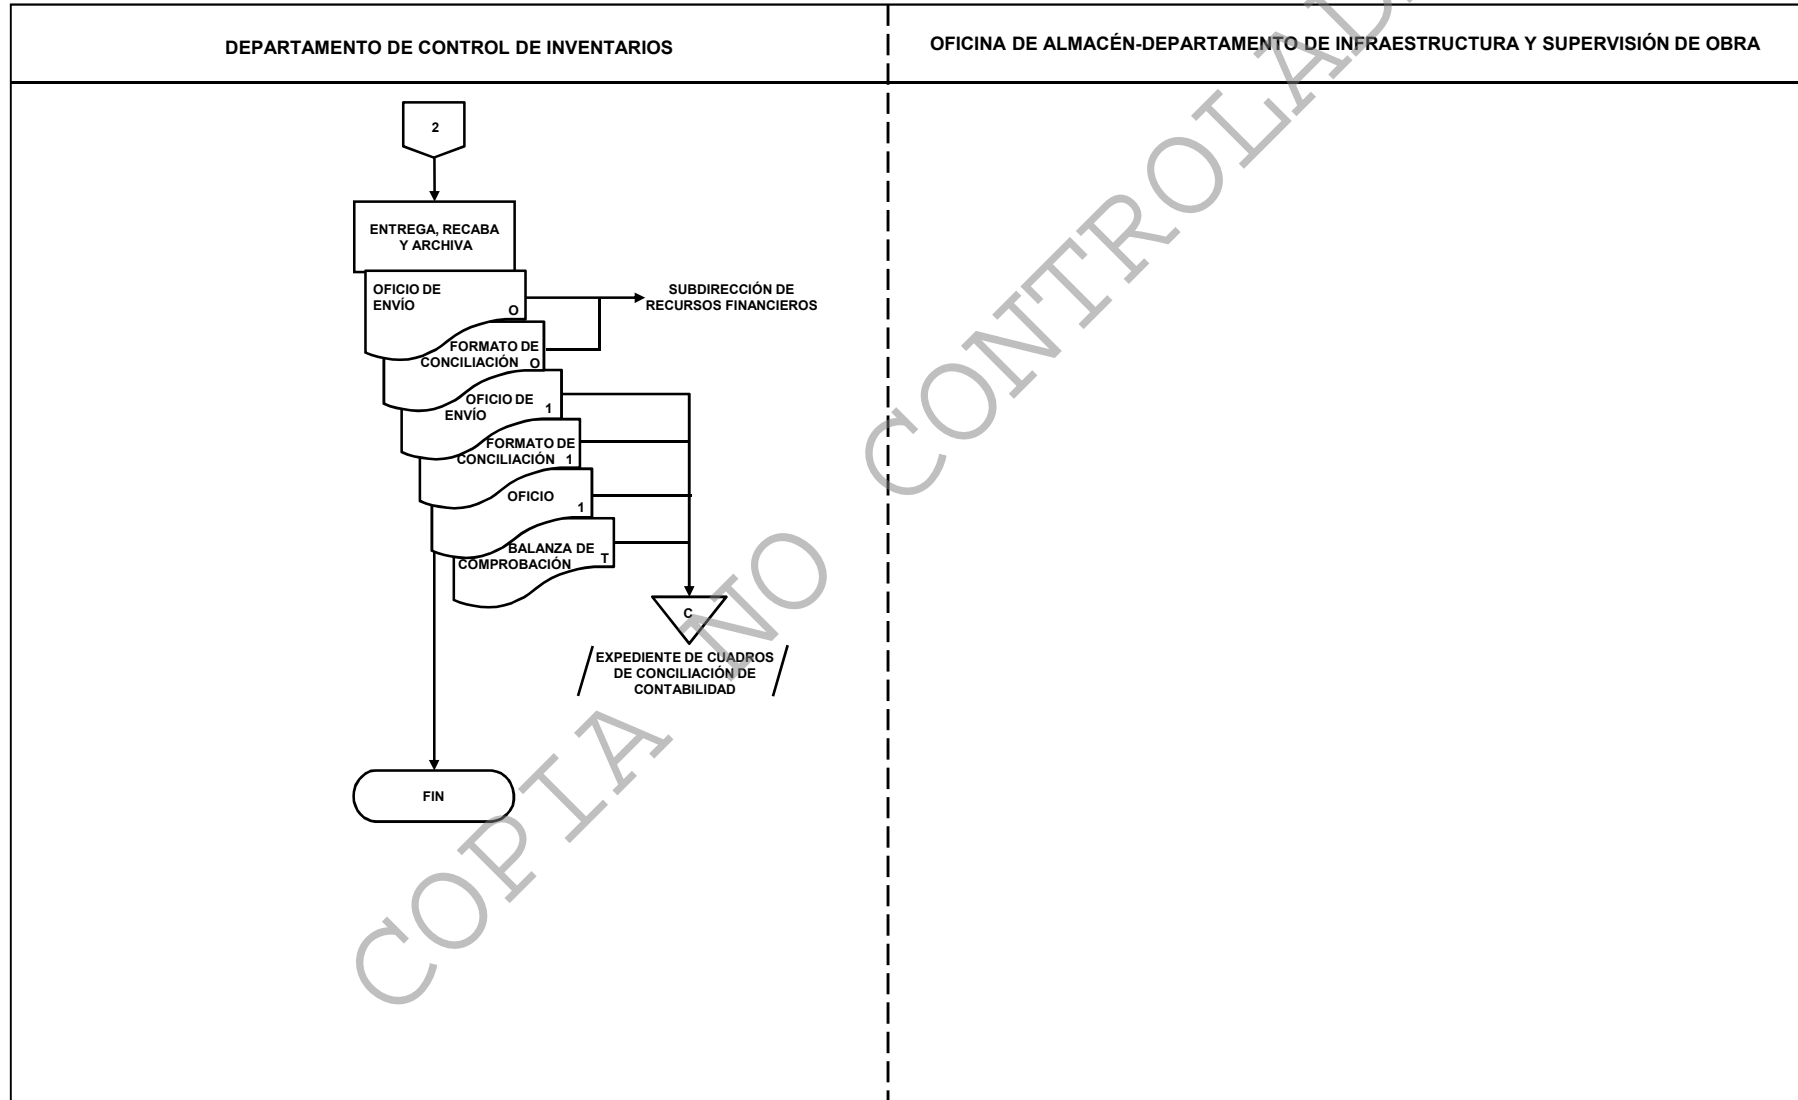 DEPARTAMENTO DE CONTROL DE INVENTARIOS
OFICINA DE ALMACÉN-DEPARTAMENTO DE INFRAESTRUCTURA Y SUPERVISIÓN DE OBRA
2
ENTREGA, RECABA
Y ARCHIVA
OFICIO DE
ENVÍO
O
SUBDIRECCIÓN DE
RECURSOS FINANCIEROS
FORMATO DE
CONCILIACIÓN O
OFICIO DE
ENVÍO 1
FORMATO DE
CONCILIACIÓN 1
OFICIO
1
BALANZA DE
COMPROBACIÓN T
C
EXPEDIENTE DE CUADROS
DE CONCILIACIÓN DE
CONTABILIDAD
FIN
COPIA NO CONTROLAD